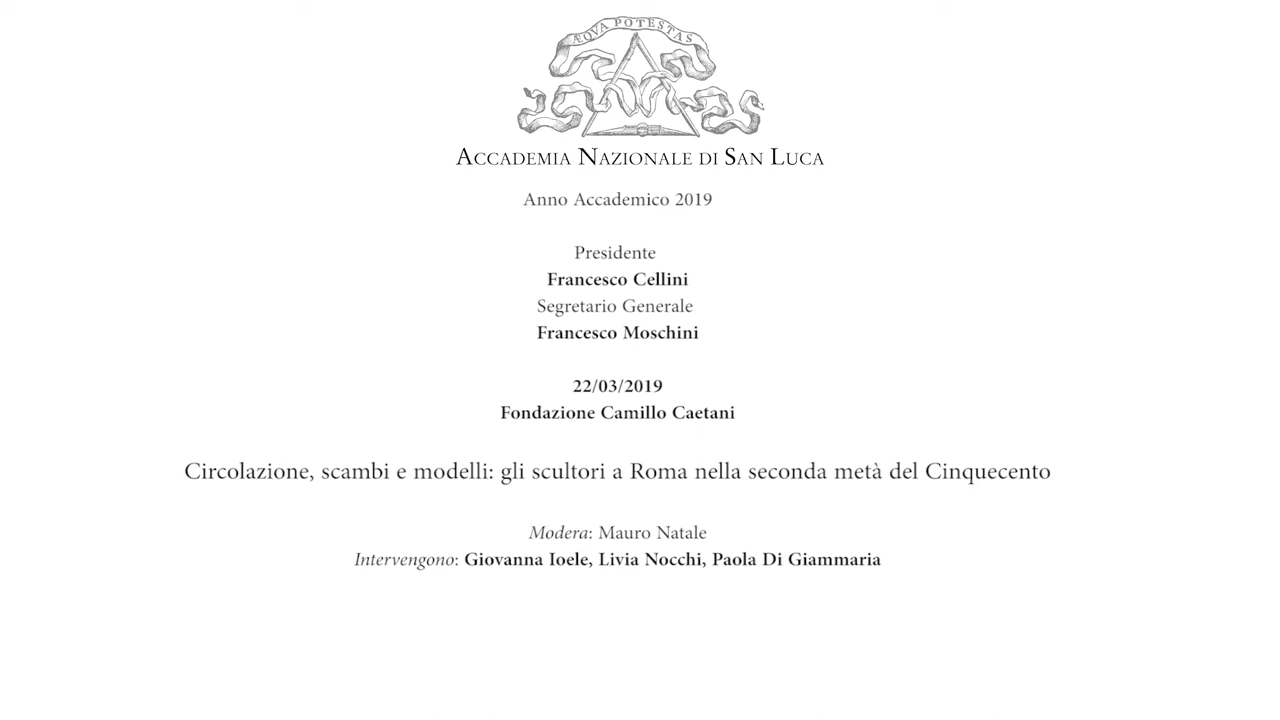 ÆQVA POTESTAS
Accademia Nazionale di San Luca
Anno Accademico 2019
Presidente
Francesco Cellini
Segretario Generale
Francesco Moschini
22/03/2019
Fondazione Camillo Caetani
Circolazione, scambi e modelli: gli scultori a Roma nella seconda metà del Cinquecento
Modera: Mauro Natale
Intervengono: Giovanna Ioele, Livia Nocchi, Paola Di Giammaria